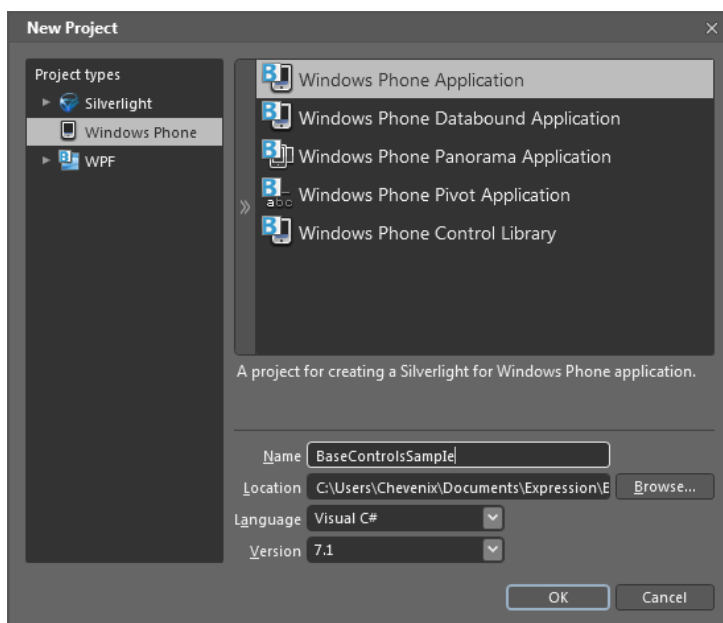 New Project
Project types
Silverlight
Windows Phone
WPF
Windows Phone Application
Windows Phone Databound Application
Windows Phone Panorama Application
abc
Windows Phone Pivot Application
Windows Phone Control Library
A project for creating a Silverlight for Windows Phone application.
Name BaseControlsSampIe
Location C:\Users\Chevenix\Documents\Expression\E Browse...
Language Visual C#
Version 7.1
OK Cancel